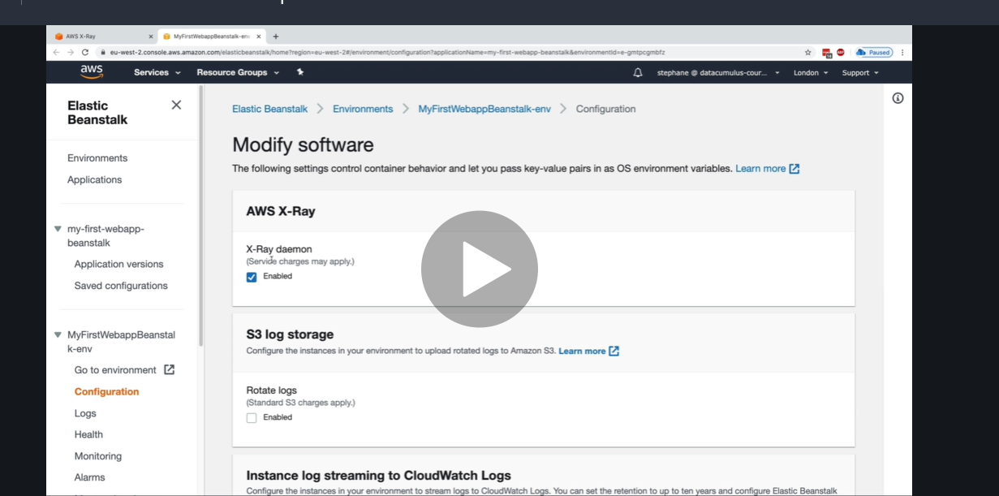 AWS X-Ray
MyFirstWebappBeanstalk-env
eu-west-2.console.aws.amazon.com/elasticbeanstalk/home?region=eu-west-2#/environment/configuration?applicationName=my-first-webapp-beanstalk&environmentId=e-gmtpcgmbfz
Paused
aws
Services
Resource Groups
stephane @ datacumulus-cour...
London
Support
Elastic
Beanstalk
Environments
Applications
my-first-webapp-
beanstalk
Application versions
Saved configurations
MyFirstWebappBeanstal
k-env
Go to environment
Configuration
Logs
Health
Monitoring
Alarms
Elastic Beanstalk > Environments > MyFirstWebappBeanstalk-env > Configuration
Modify software
The following settings control container behavior and let you pass key-value pairs in as OS environment variables. Learn more
AWS X-Ray
X-Ray daemon
(Service charges may apply.)
Enabled
S3 log storage
Configure the instances in your environment to upload rotated logs to Amazon S3. Learn more
Rotate logs
(Standard S3 charges apply.)
Enabled
Instance log streaming to CloudWatch Logs
Configure the instances in your environment to stream logs to CloudWatch Logs. You can set the retention to up to ten years and configure Elastic Beanstalk